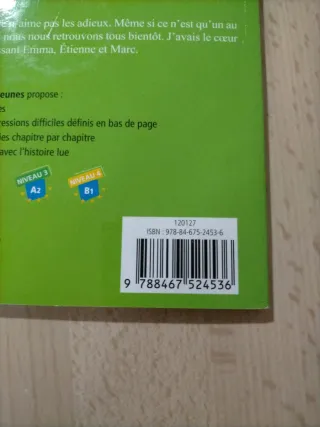 n'aime pas les adieux. Même si ce n'est qu'un au
nous nous retrouvons tous bientôt. J'avais le cœur
sant Emma, Étienne et Marc.
eunes propose :
es
ressions difficiles définis en bas de page
ies chapitre par chapitre
avec l'histoire lue
NIVEAU 3
A2
NIVEAU 4
B1
120127
ISBN : 978-84-675-2453-6
9 788467 524536